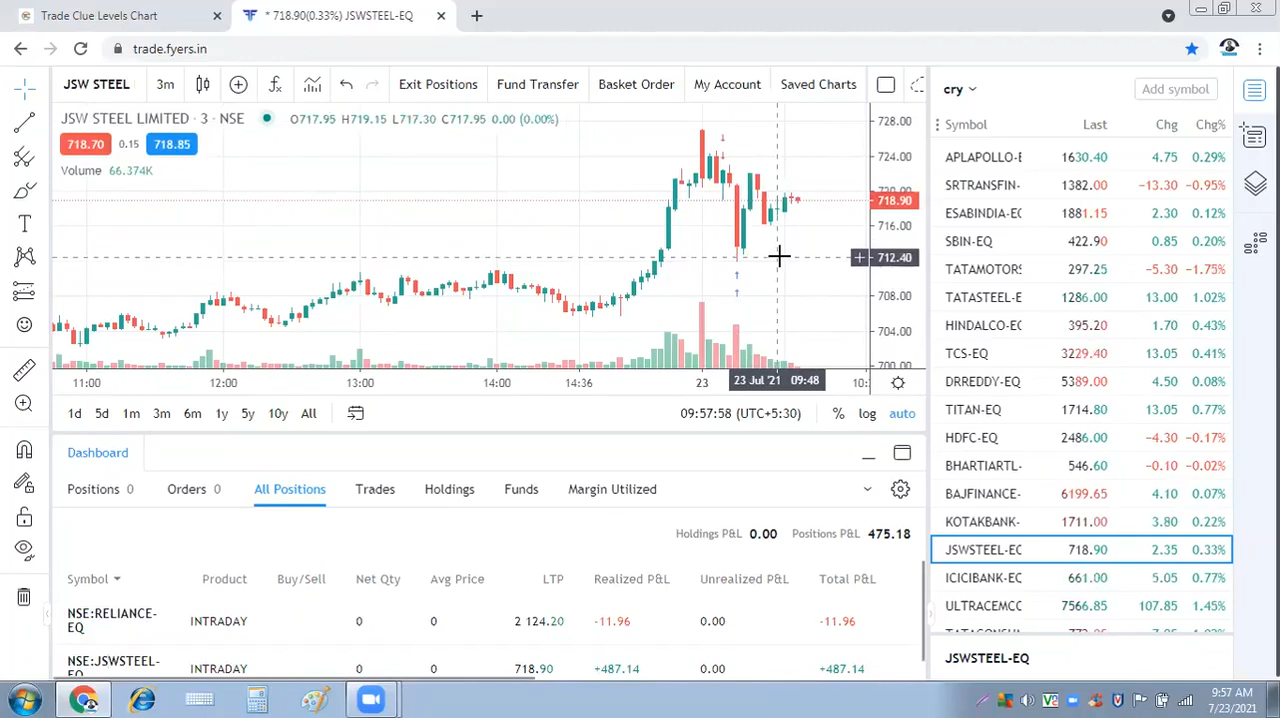 Trade Clue Levels Chart
* 718.90(0.33%) JSWSTEEL-EQ
trade.fyers.in
JSW STEEL 3m Exit Positions Fund Transfer Basket Order My Account Saved Charts
JSW STEEL LIMITED · 3 · NSE O717.95 H719.15 L717.30 C717.95 0.00 (0.00%)
718.70 0.15 718.85
Volume 66.374K
728.00
724.00
720.00
718.90
716.00
712.40
708.00
704.00
700.00
11:00 12:00 13:00 14:00 14:36 23 23 Jul '21 09:48
1d 5d 1m 3m 6m 1y 5y 10y All 09:57:58 (UTC+5:30) % log auto
Dashboard
Positions 0 Orders 0 All Positions Trades Holdings Funds Margin Utilized
Holdings P&L 0.00 Positions P&L 475.18
Symbol Product Buy/Sell Net Qty Avg Price LTP Realized P&L Unrealized P&L Total P&L
NSE:RELIANCE-
EQ INTRADAY 0 0 2 124.20 -11.96 0.00 -11.96
NSE:JSWSTEEL-
EQ INTRADAY 0 0 718.90 +487.14 0.00 +487.14
cry Add symbol
Symbol Last Chg Chg%
APLAPOLLO-E 1630.40 4.75 0.29%
SRTRANSFIN- 1382.00 −13.30 −0.95%
ESABINDIA-EQ 1881.15 2.30 0.12%
SBIN-EQ 422.90 0.85 0.20%
TATAMOTORS 297.25 −5.30 −1.75%
TATASTEEL-E 1286.00 13.00 1.02%
HINDALCO-EQ 395.20 1.70 0.43%
TCS-EQ 3229.40 13.05 0.41%
DRREDDY-EQ 5389.00 4.50 0.08%
TITAN-EQ 1714.80 13.05 0.77%
HDFC-EQ 2486.00 −4.30 −0.17%
BHARTIARTL- 546.60 −0.10 −0.02%
BAJFINANCE- 6199.65 4.10 0.07%
KOTAKBANK- 1711.00 3.80 0.22%
JSWSTEEL-EQ 718.90 2.35 0.33%
ICICIBANK-EQ 661.00 5.05 0.77%
ULTRACEMCO 7566.85 107.85 1.45%
JSWSTEEL-EQ
9:57 AM
7/23/2021